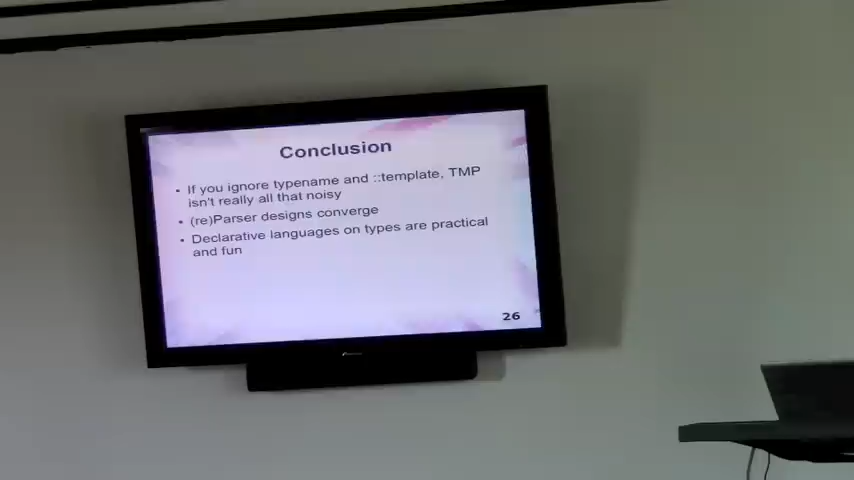 Conclusion
• If you ignore typename and ::template, TMP
isn't really all that noisy
• (re)Parser designs converge
• Declarative languages on types are practical
and fun
26